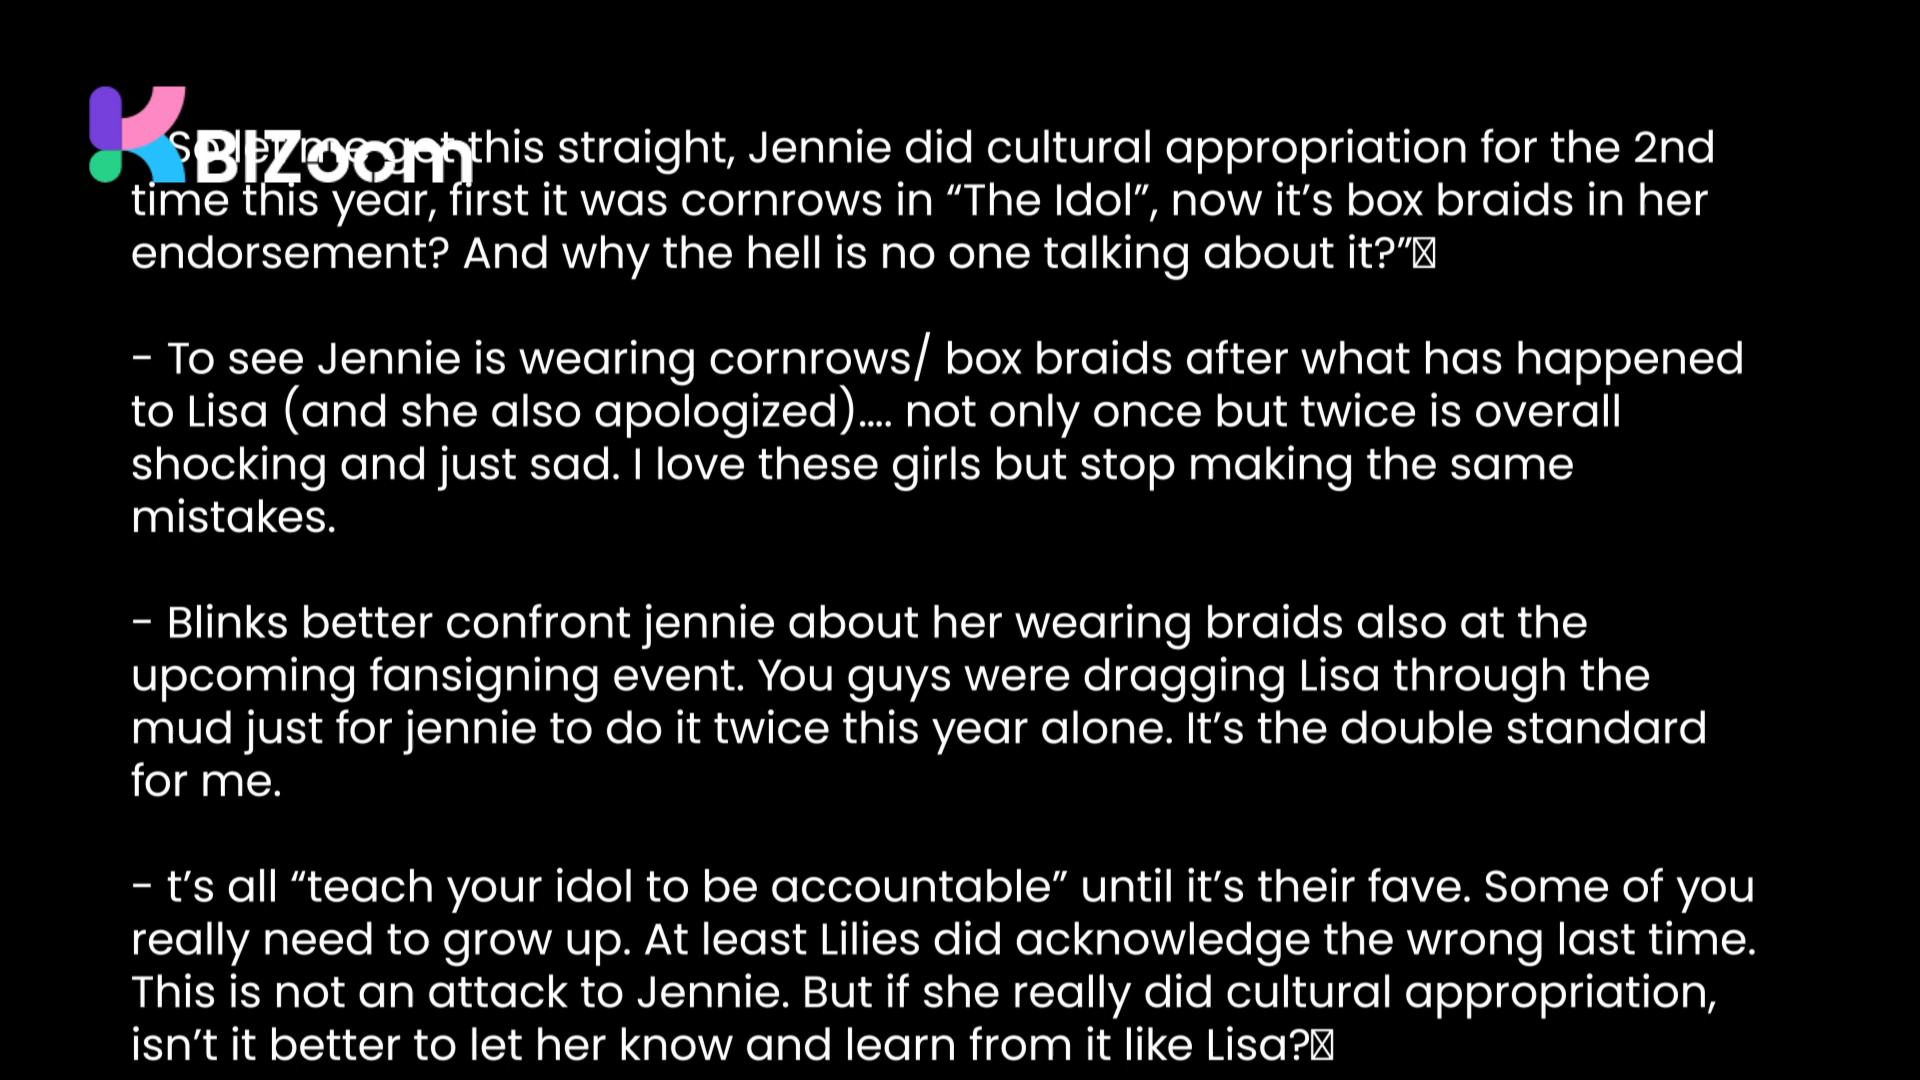 KBIZoom
- So let me get this straight, Jennie did cultural appropriation for the 2nd
time this year, first it was cornrows in “The Idol”, now it’s box braids in her
endorsement? And why the hell is no one talking about it?”
- To see Jennie is wearing cornrows/ box braids after what has happened
to Lisa (and she also apologized).... not only once but twice is overall
shocking and just sad. I love these girls but stop making the same
mistakes.
- Blinks better confront jennie about her wearing braids also at the
upcoming fansigning event. You guys were dragging Lisa through the
mud just for jennie to do it twice this year alone. It’s the double standard
for me.
- t’s all “teach your idol to be accountable” until it’s their fave. Some of you
really need to grow up. At least Lilies did acknowledge the wrong last time.
This is not an attack to Jennie. But if she really did cultural appropriation,
isn’t it better to let her know and learn from it like Lisa?